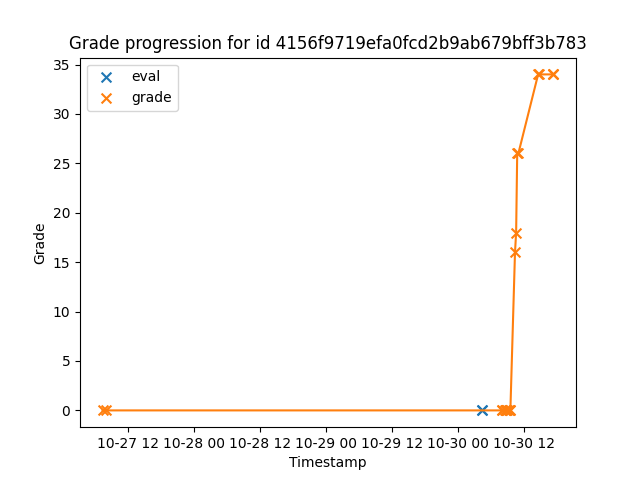 Grade progression for id 4156f9719efa0fcd2b9ab679bff3b783
eval
grade
35
30
25
20
15
10
5
0
Grade
10-27 12 10-28 00 10-28 12 10-29 00 10-29 12 10-30 00 10-30 12
Timestamp